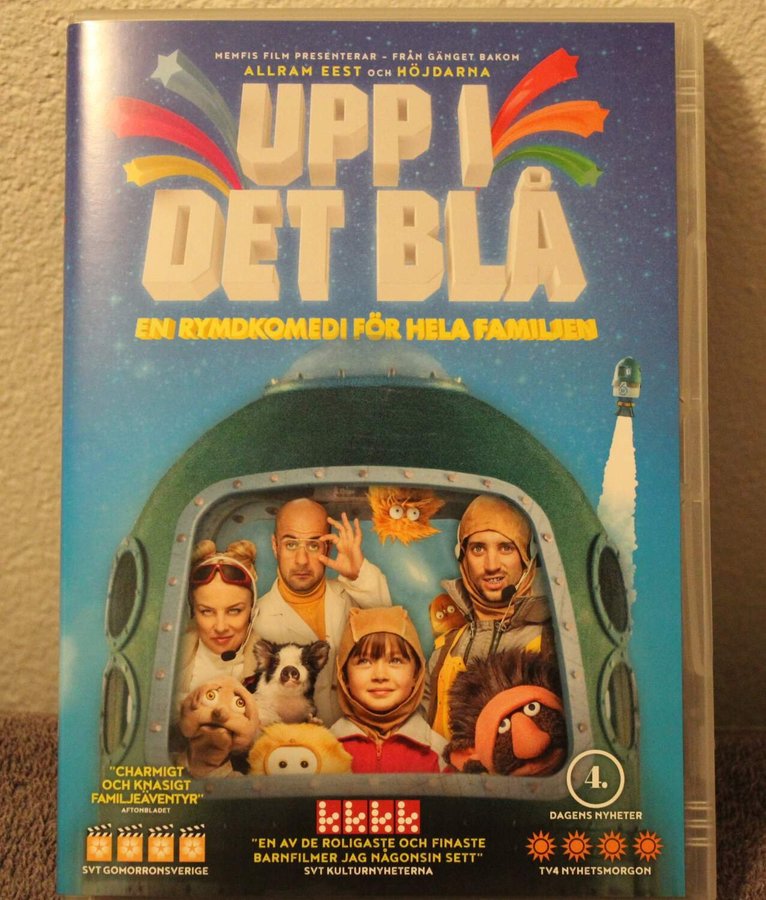 MEMFIS FILM PRESENTERAR - FRÅN GÄNGET BAKOM
ALLRAM EEST OCH HÖJDARNA
UPP I
DET BLÅ
EN RYMDKOMEDI FÖR HELA FAMILJEN
6
"CHARMIGT
OCH KNASIGT
FAMILJEÄVENTYR"
AFTONBLADET
SVT GOMORRONSVERIGE
kkkk
"EN AV DE ROLIGASTE OCH FINASTE
BARNFILMER JAG NÅGONSIN SETT"
SVT KULTURNYHETERNA
4.
DAGENS NYHETER
TV4 NYHETSMORGON